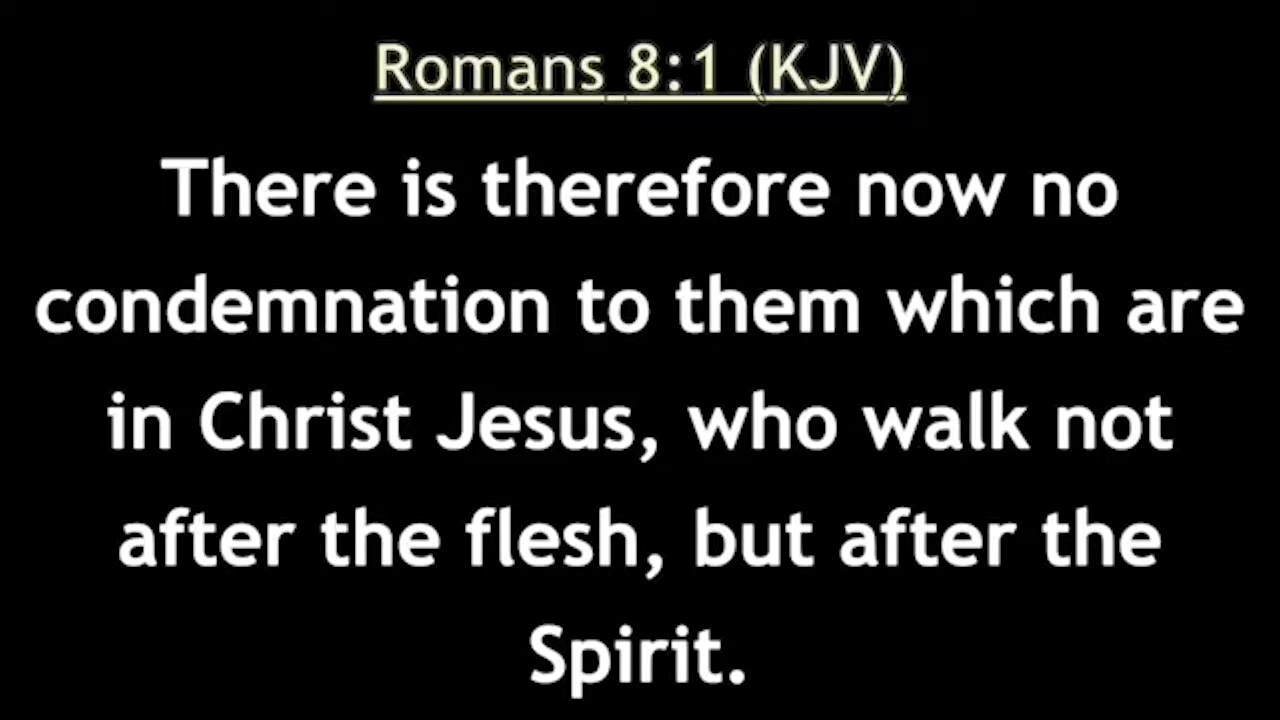 Romans 8:1 (KJV)
There is therefore now no
condemnation to them which are
in Christ Jesus, who walk not
after the flesh, but after the
Spirit.